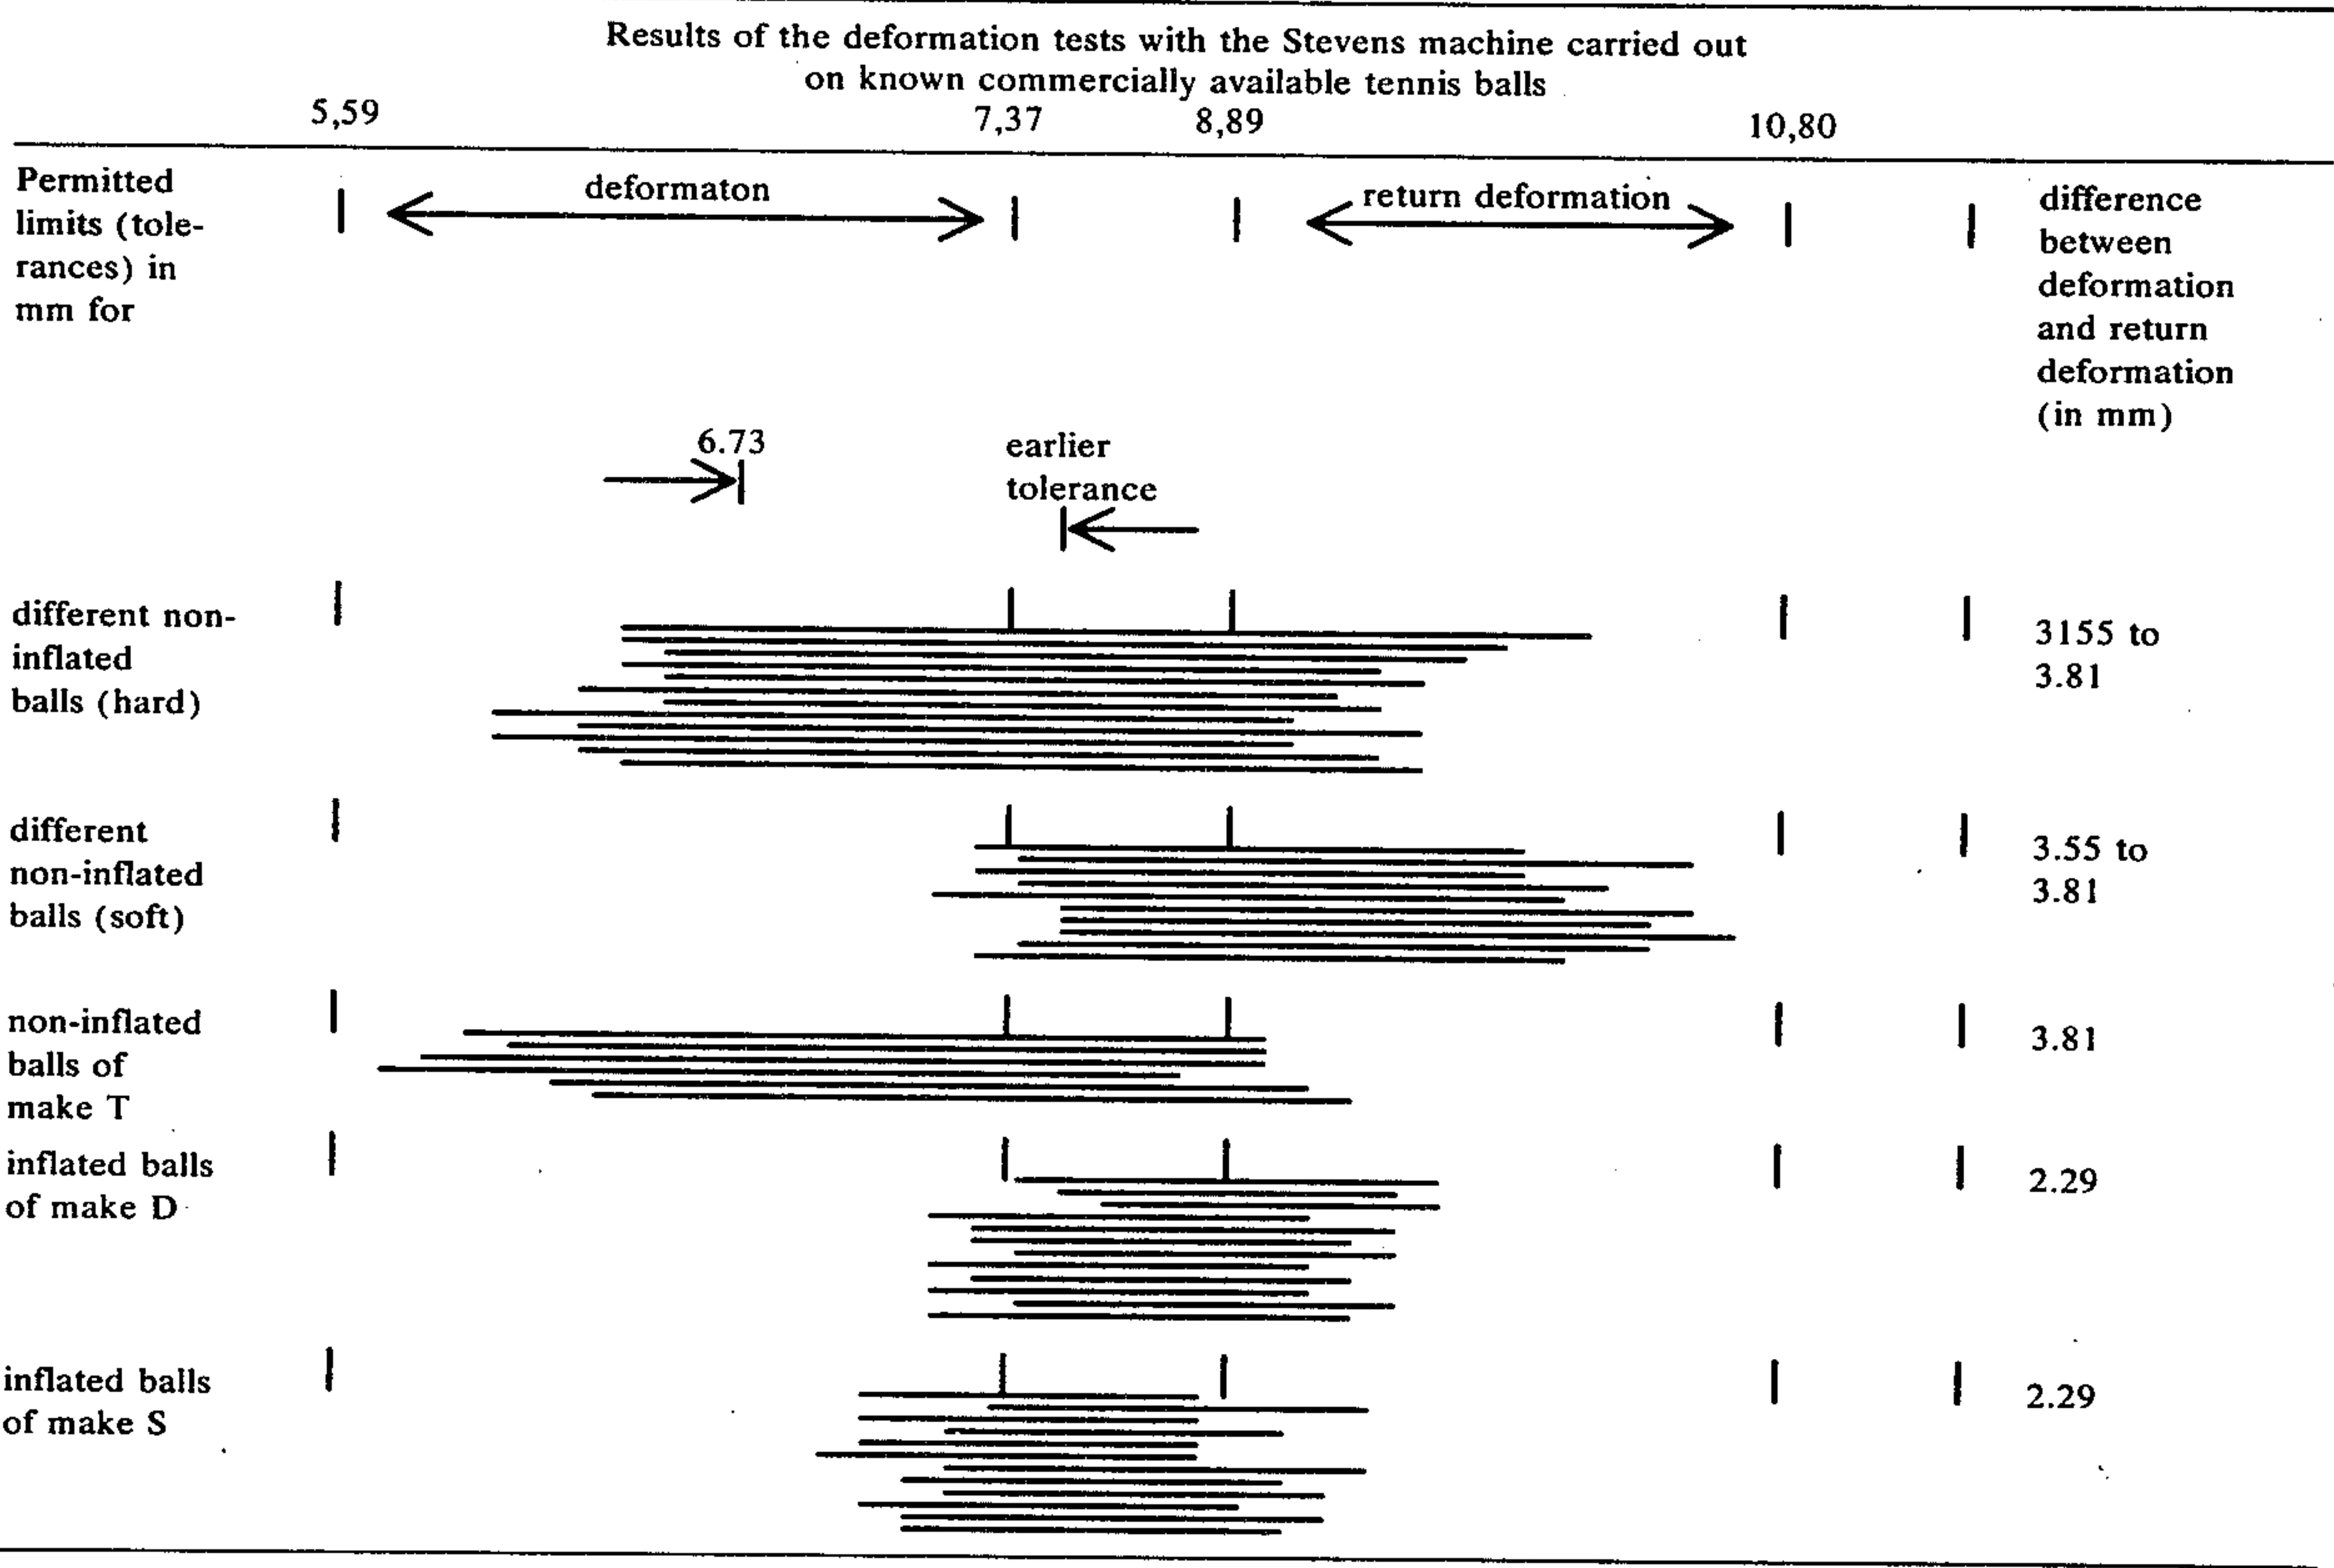 Results of the deformation tests with the Stevens machine carried out
on known commercially available tennis balls
5,59 7,37 8,89 10,80
Permitted
limits (tole-
rances) in
mm for
deformaton
return deformation
difference
between
deformation
and return
deformation
(in mm)
6.73
earlier
tolerance
different non-
inflated
balls (hard)
3155 to
3.81
different
non-inflated
balls (soft)
3.55 to
3.81
non-inflated
balls of
make T
3.81
inflated balls
of make D
2.29
inflated balls
of make S
2.29